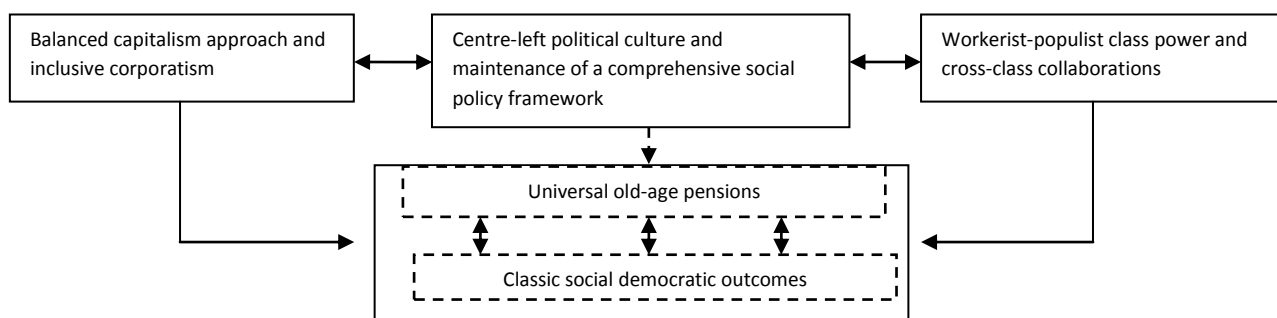 Balanced capitalism approach and
inclusive corporatism
Centre-left political culture and
maintenance of a comprehensive social
policy framework
Workerist-populist class power and
cross-class collaborations
Universal old-age pensions
Classic social democratic outcomes